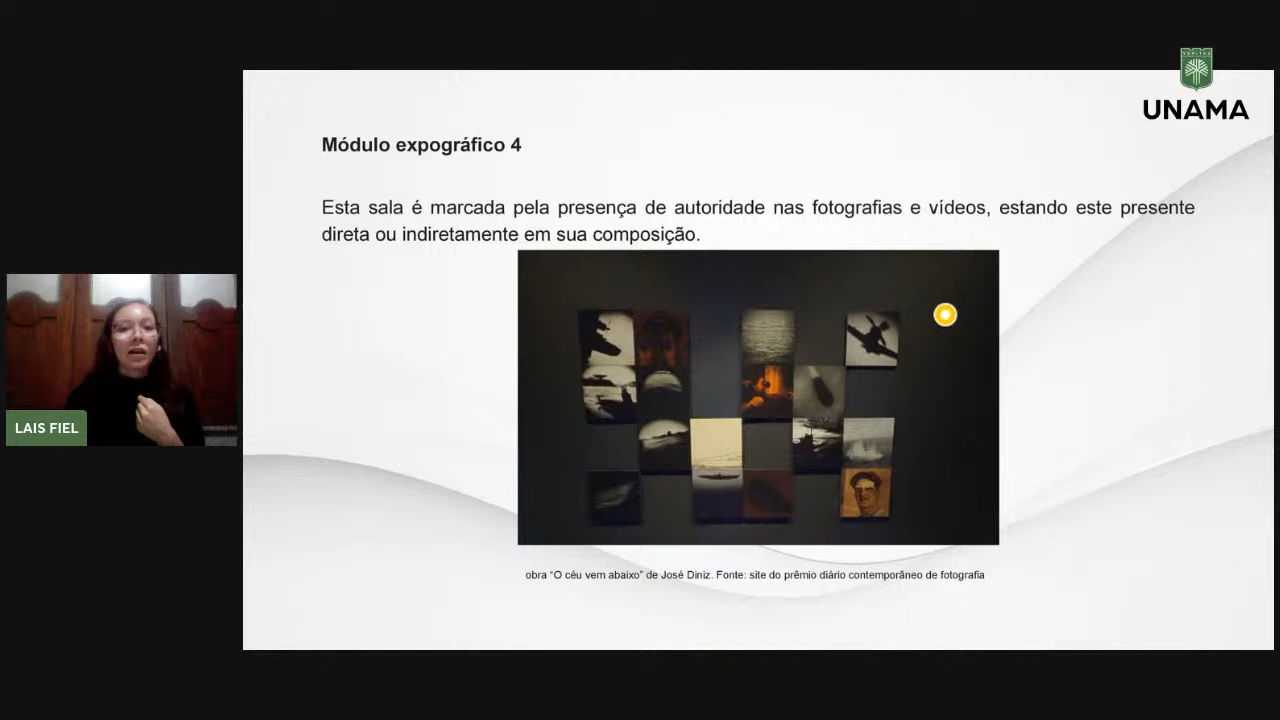 UNAMA
Módulo expográfico 4
Esta sala é marcada pela presença de autoridade nas fotografias e vídeos, estando este presente
direta ou indiretamente em sua composição.
LAIS FIEL
obra “O céu vem abaixo” de José Diniz. Fonte: site do prêmio diário contemporâneo de fotografia